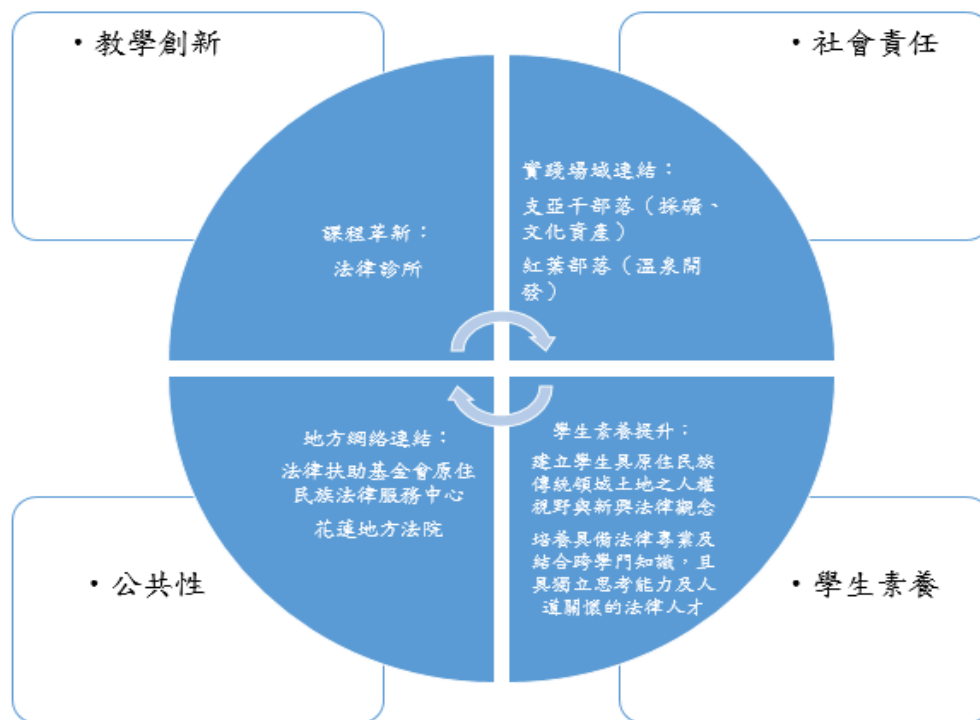 • 教學創新
• 社會責任
課程革新：
法律診所
實踐場域連結：
支亞干部落（採礦、
文化資產）
紅葉部落（溫泉開
發）
地方網絡連結：
法律扶助基金會原住
民族法律服務中心
花蓮地方法院
學生素養提升：
建立學生具原住民族
傳統領域土地之人權
視野與新興法律觀念
培養具備法律專業及
結合跨學門知識，且
具獨立思考能力及人
道關懷的法律人才
• 公共性
• 學生素養